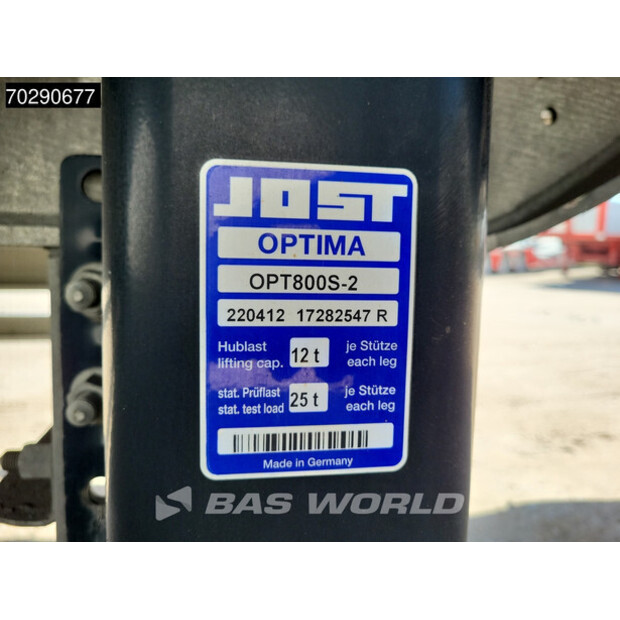 70290677
JOST
OPTIMA
OPT800S-2
220412 17282547 R
Hublast
lifting cap.
12 t
je Stütze
each leg
stat. Prüflast
stat. test load
25 t
je Stütze
each leg
Made in Germany
BAS WORLD